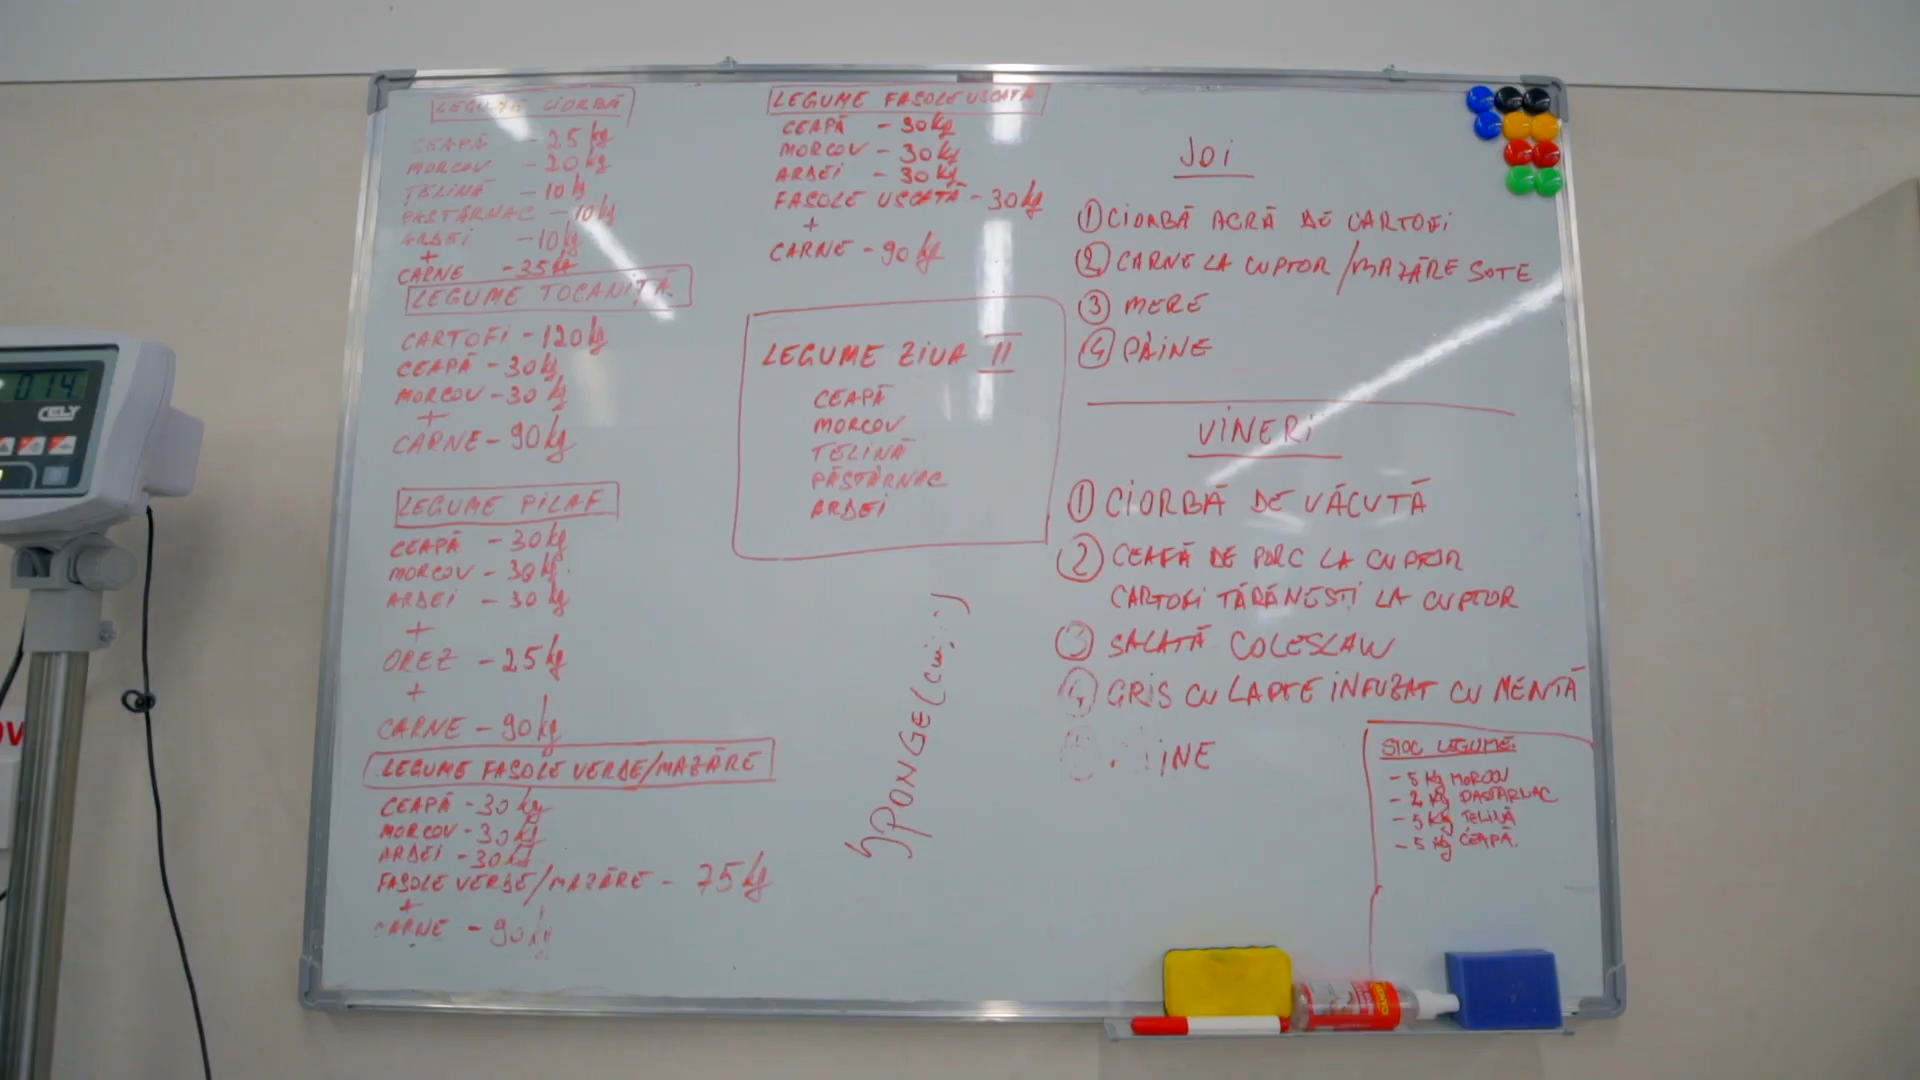 LEGUME CIORBĂ
CEAPĂ - 25 kg
MORCOV - 20 kg
ȚELINĂ - 10 kg
PĂSTÂRNAC - 10 kg
ARDEI - 10 kg
+
CARNE - 35 kg
LEGUME TOCANIȚĂ
CARTOFI - 120 kg
CEAPĂ - 30 kg
MORCOV - 30 kg
+
CARNE - 90 kg
LEGUME PILAF
CEAPĂ - 30 kg
MORCOV - 30 kg.
ARDEI - 30 kg
+
OREZ - 25 kg
+
CARNE - 90 kg
LEGUME FASOLE VERDE/MAZĂRE
CEAPĂ - 30 kg
MORCOV - 30 kg
ARDEI - 30 kg
FASOLE VERDE/MAZĂRE - 75 kg
+
CARNE - 90 kg
LEGUME FASOLE USCATĂ
CEAPĂ - 30 kg
MORCOV - 30 kg
ARDEI - 30 kg
FASOLE USCATĂ - 30 kg
+
CARNE - 90 kg
LEGUME ZIUA II
CEAPĂ
MORCOV
TELINĂ
PĂSTÂRNAC
ARDEI
JOI
1 CIORBĂ ACRĂ DE CARTOFI
2 CARNE LA CUPTOR/MAZĂRE SOTE
3 MERE
4 PÂINE
VINERI
1 CIORBĂ DE VĂCUȚĂ
2 CEAFĂ DE PORC LA CUPTOR
CARTOFI ȚĂRĂNEȘTI LA CUPTOR
3 SALATĂ COLESLAW
4 GRIS CU LAPTE INFUZAT CU MENTĂ
INE
STOC LEGUME:
- 5 kg MORCOV
- 2 kg PASTARNAC
- 5 kg TELINĂ
- 5 kg CEAPĂ.
014
CELY